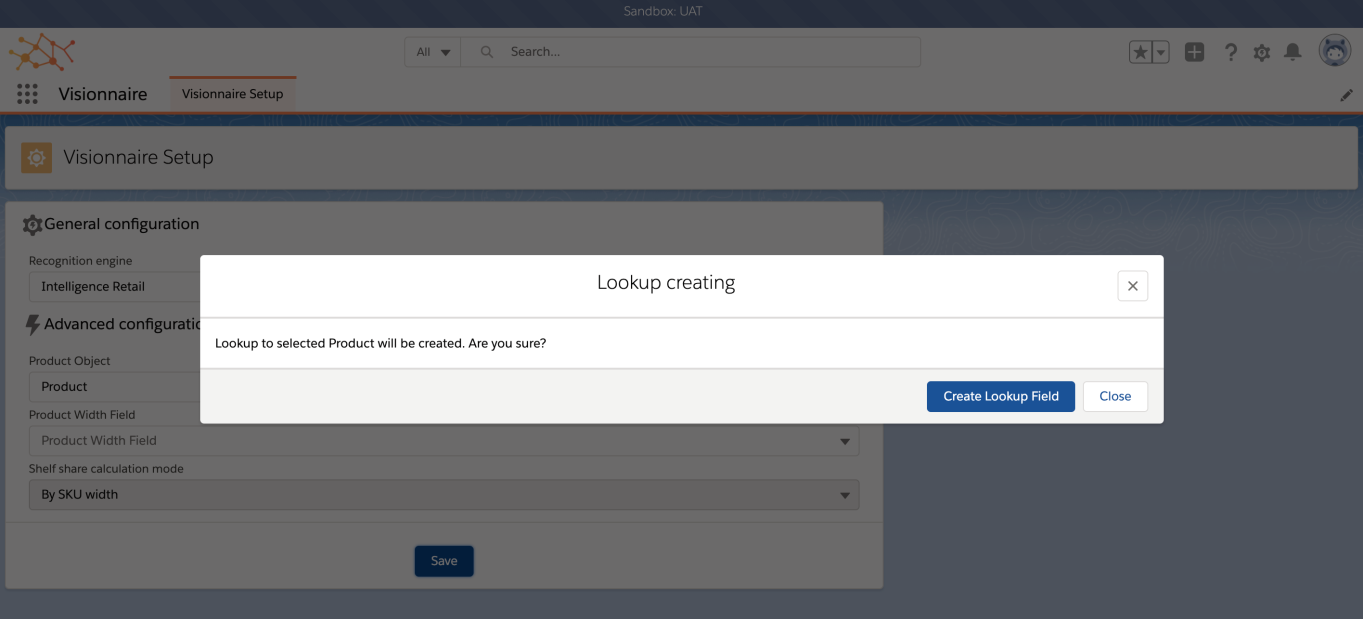 Sandbox: UAT
All
Search...
Visionnaire
Visionnaire Setup
Visionnaire Setup
General configuration
Recognition engine
Intelligence Retail
Lookup creating
Advanced
Lookup to selected Product will be created. Are you sure?
Product Object
Product
Create Lookup Field
Close
Product Width Field
Product Width Field
Shelf share calculation mode
By SKU width
Save